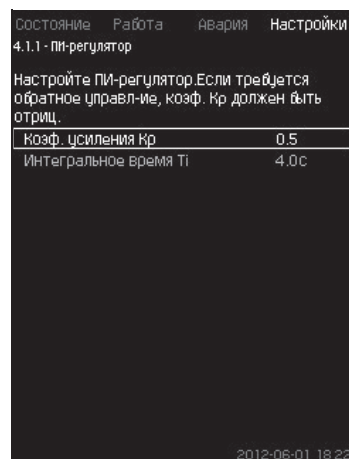 Состояние Работа Авария Настройки
4.1.1 - ПИ-регулятор
Настройте ПИ-регулятор.Если требуется
обратное управл-ие, коэф. Кр должен быть
отриц.
Коэф. усиления Кр 0.5
Интегральное время Ti 4.0с
2012-06-01 18:22